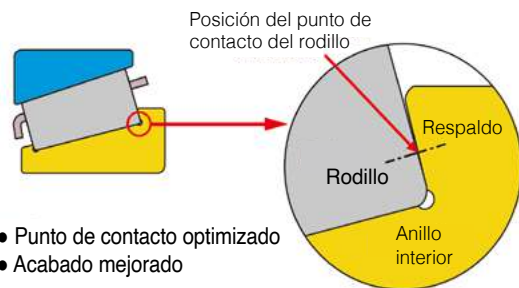 Posición del punto de
contacto del rodillo
Respaldo
Rodillo
Anillo
interior
● Punto de contacto optimizado
● Acabado mejorado